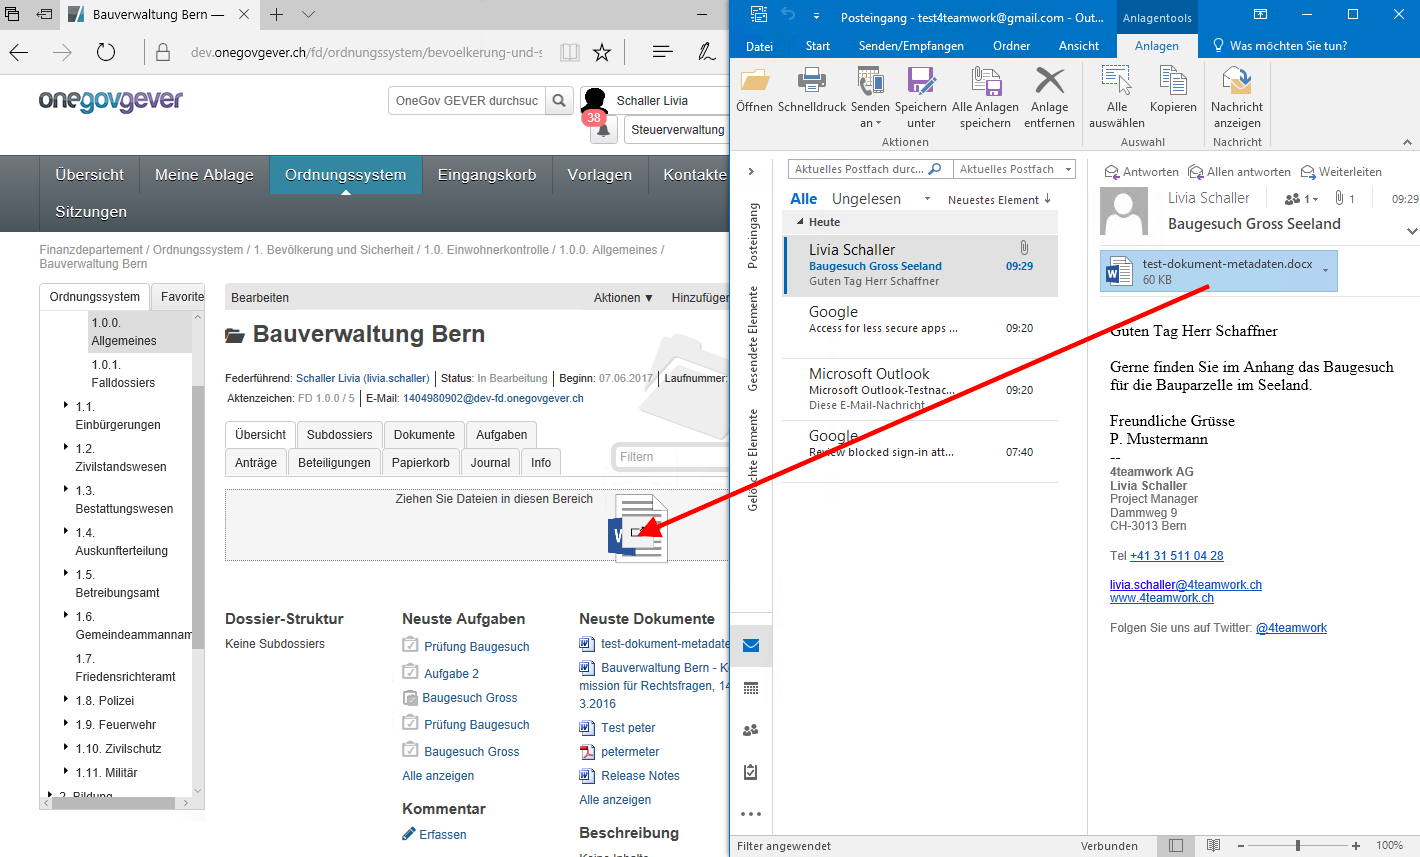 Bauverwaltung Bern —
dev.onegovgever.ch/fd/ordnungssystem/bevoelkerung-und-s
onegovgever
OneGov GEVER durchsuc
Schaller Livia
38
Steuerverwaltung
Übersicht
Meine Ablage
Ordnungssystem
Eingangskorb
Vorlagen
Kontakte
Sitzungen
Finanzdepartement / Ordnungssystem / 1. Bevölkerung und Sicherheit / 1.0. Einwohnerkontrolle / 1.0.0. Allgemeines /
Bauverwaltung Bern
Ordnungssystem
Favorite
1.0.0.
Allgemeines
1.0.1.
Falldossiers
1.1.
Einbürgerungen
1.2.
Zivilstandswesen
1.3.
Bestattungswesen
1.4.
Auskunfterteilung
1.5.
Betreibungsamt
1.6.
Gemeindeammannam
1.7.
Friedensrichteramt
1.8. Polizei
1.9. Feuerwehr
1.10. Zivilschutz
1.11. Militär
2. Bildung
Bearbeiten
Aktionen ▼
Hinzufüger
Bauverwaltung Bern
Federführend: Schaller Livia (livia.schaller)
Status: In Bearbeitung
Beginn: 07.06.2017
Laufnummer:
Aktenzeichen: FD 1.0.0 / 5
E-Mail: 1404980902@dev-fd.onegovgever.ch
Übersicht
Subdossiers
Dokumente
Aufgaben
Anträge
Beteiligungen
Papierkorb
Journal
Info
Filtern
Ziehen Sie Dateien in diesen Bereich
W
Dossier-Struktur
Keine Subdossiers
Neue Aufgaben
Prüfung Baugesuch
Aufgabe 2
Baugesuch Gross
Prüfung Baugesuch
Baugesuch Gross
Alle anzeigen
Kommentar
Erfassen
Neuste Dokumente
test-dokument-metadate
Bauverwaltung Bern - K
mission für Rechtsfragen, 14
3.2016
Test peter
petermeter
Release Notes
Alle anzeigen
Beschreibung
Keine Inhalte
Posteingang - test4teamwork@gmail.com - Out...
Anlagentools
Datei
Start
Senden/Empfangen
Ordner
Ansicht
Anlagen
Was möchten Sie tun?
Öffnen
Schnelldruck
Senden
an
Speichern
unter
Alle Anlagen
speichern
Anlage
entfernen
Alle
auswählen
Kopieren
Nachricht
anzeigen
Aktionen
Auswahl
Nachricht
Posteingang
Gesendete Elemente
Gelöschte Elemente
Aktuelles Postfach durc...
Aktuelles Postfach
Alle
Ungelesen
Neuestes Element ↓
Heute
Livia Schaller
Baugesuch Gross Seeland
09:29
Guten Tag Herr Schaffner
Google
Access for less secure apps ...
09:20
Microsoft Outlook
Microsoft Outlook-Testnac...
09:20
Diese E-Mail-Nachricht
Google
Review blocked sign-in att...
07:40
Antworten
Allen antworten
Weiterleiten
Livia Schaller
1
1
09:29
Baugesuch Gross Seeland
test-dokument-metadaten.docx
60 KB
Guten Tag Herr Schaffner
Gerne finden Sie im Anhang das Baugesuch
für die Bauparzelle im Seeland.
Freundliche Grüsse
P. Mustermann
--
4teamwork AG
Livia Schaller
Project Manager
Dammweg 9
CH-3013 Bern
Tel +41 31 511 04 28
livia.schaller@4teamwork.ch
www.4teamwork.ch
Folgen Sie uns auf Twitter: @4teamwork
Filter angewendet
Verbunden
100%